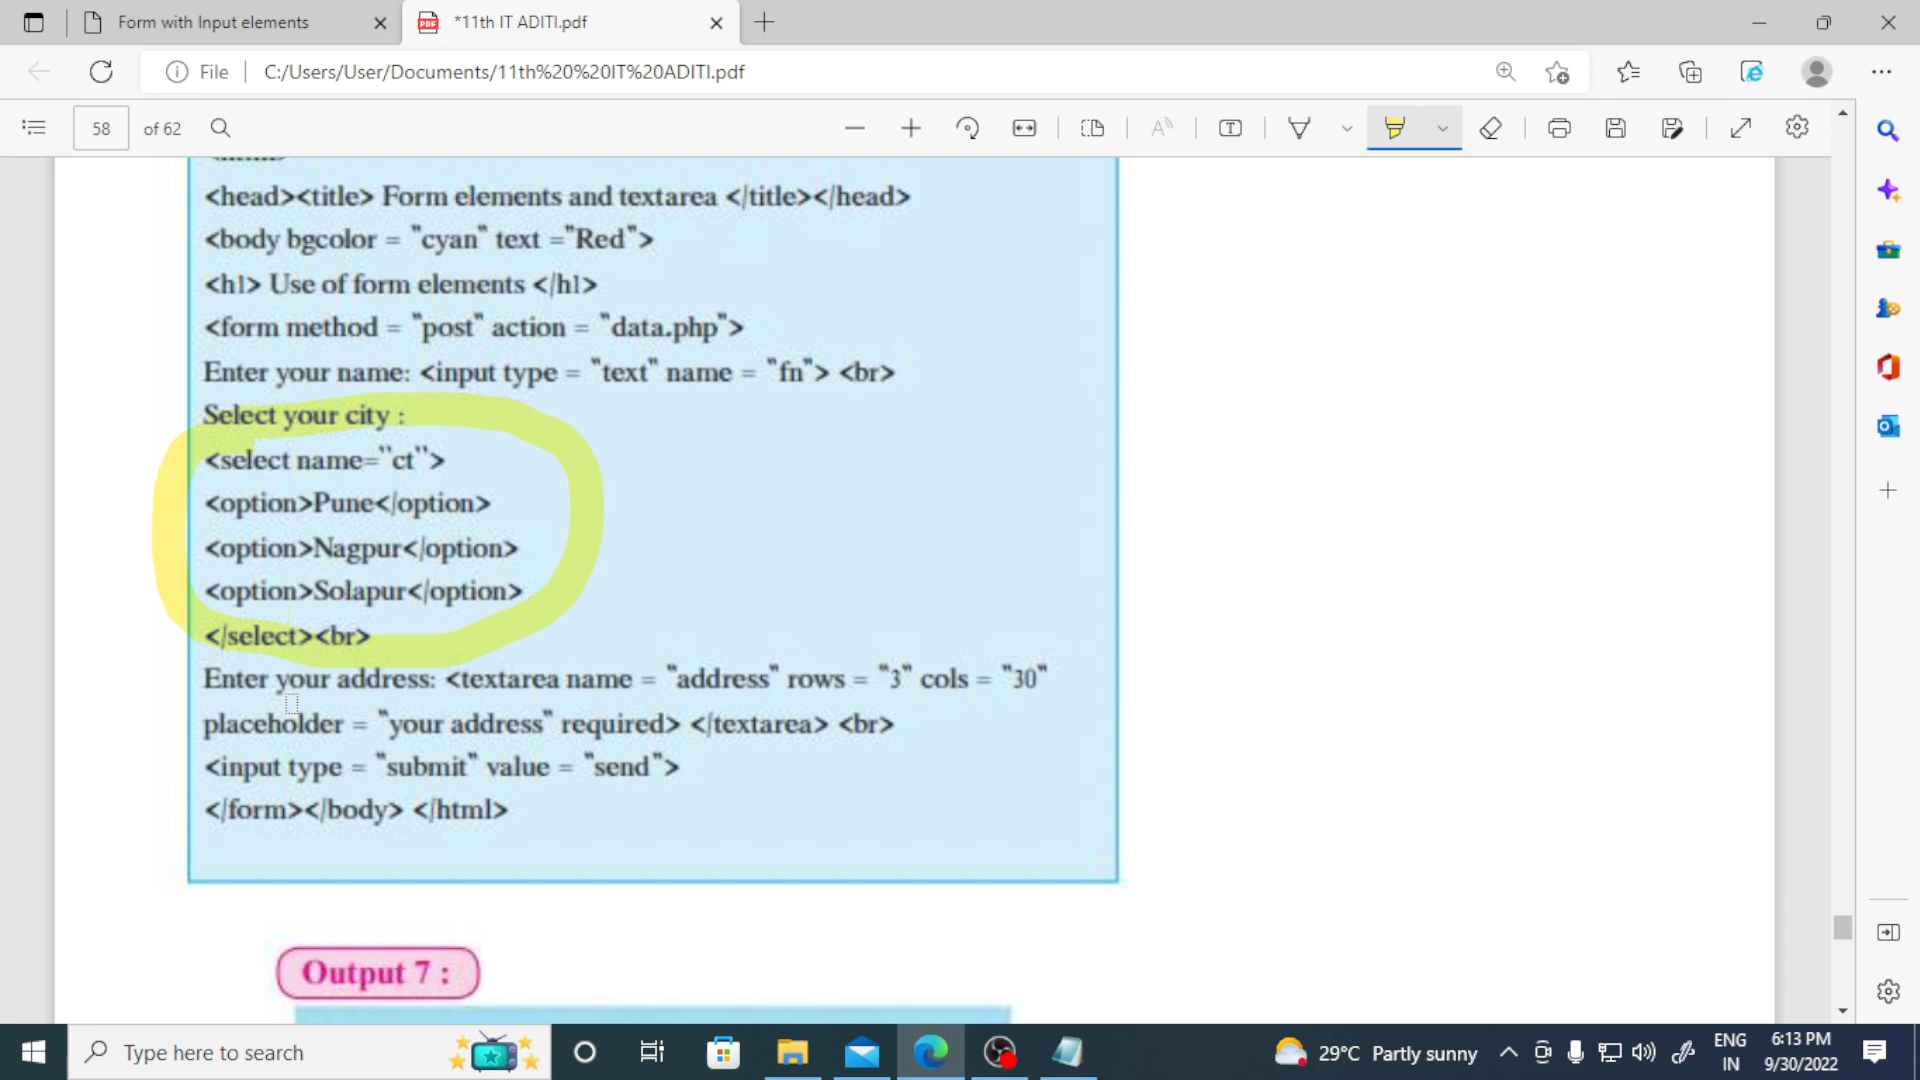 Form with Input elements
*11th IT ADITI.pdf
File
C:/Users/User/Documents/11th%20%20IT%20ADITI.pdf
58 of 62
<head><title> Form elements and textarea </title></head>
<body bgcolor = "cyan" text ="Red">
<h1> Use of form elements </h1>
<form method = "post" action = "data.php">
Enter your name: <input type = "text" name = "fn"> <br>
Select your city :
<select name="ct">
<option>Pune</option>
<option>Nagpur</option>
<option>Solapur</option>
</select><br>
Enter your address: <textarea name = "address" rows = "3" cols = "30"
placeholder = "your address" required> </textarea> <br>
<input type = "submit" value = "send">
</form></body> </html>
Output 7 :
Type here to search
29°C Partly sunny
ENG
IN
6:13 PM
9/30/2022